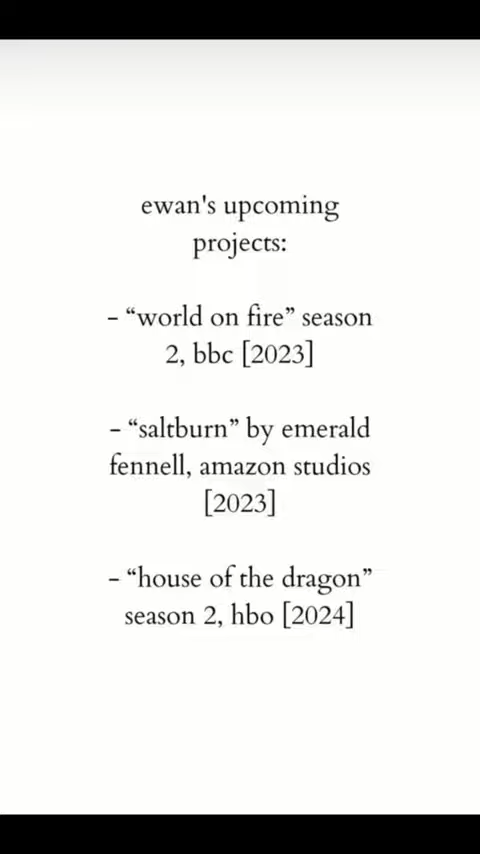 ewan's upcoming
projects:
- “world on fire” season
2, bbc [2023]
- “saltburn” by emerald
fennell, amazon studios
[2023]
- “house of the dragon”
season 2, hbo [2024]